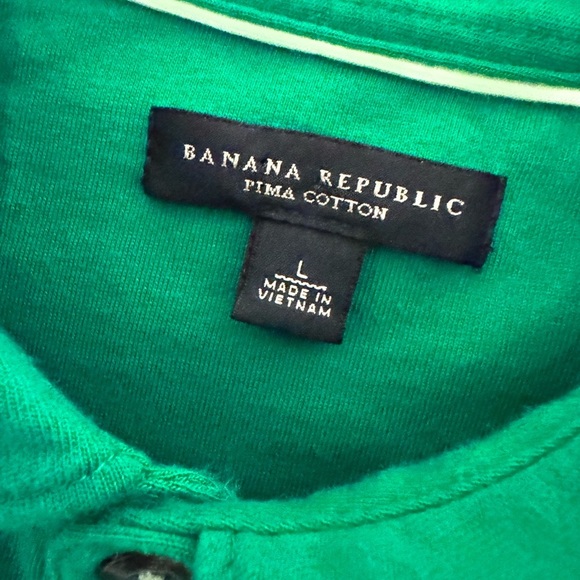 BANANA REPUBLIC
PIMA COTTON
L
MADE IN
VIETNAM